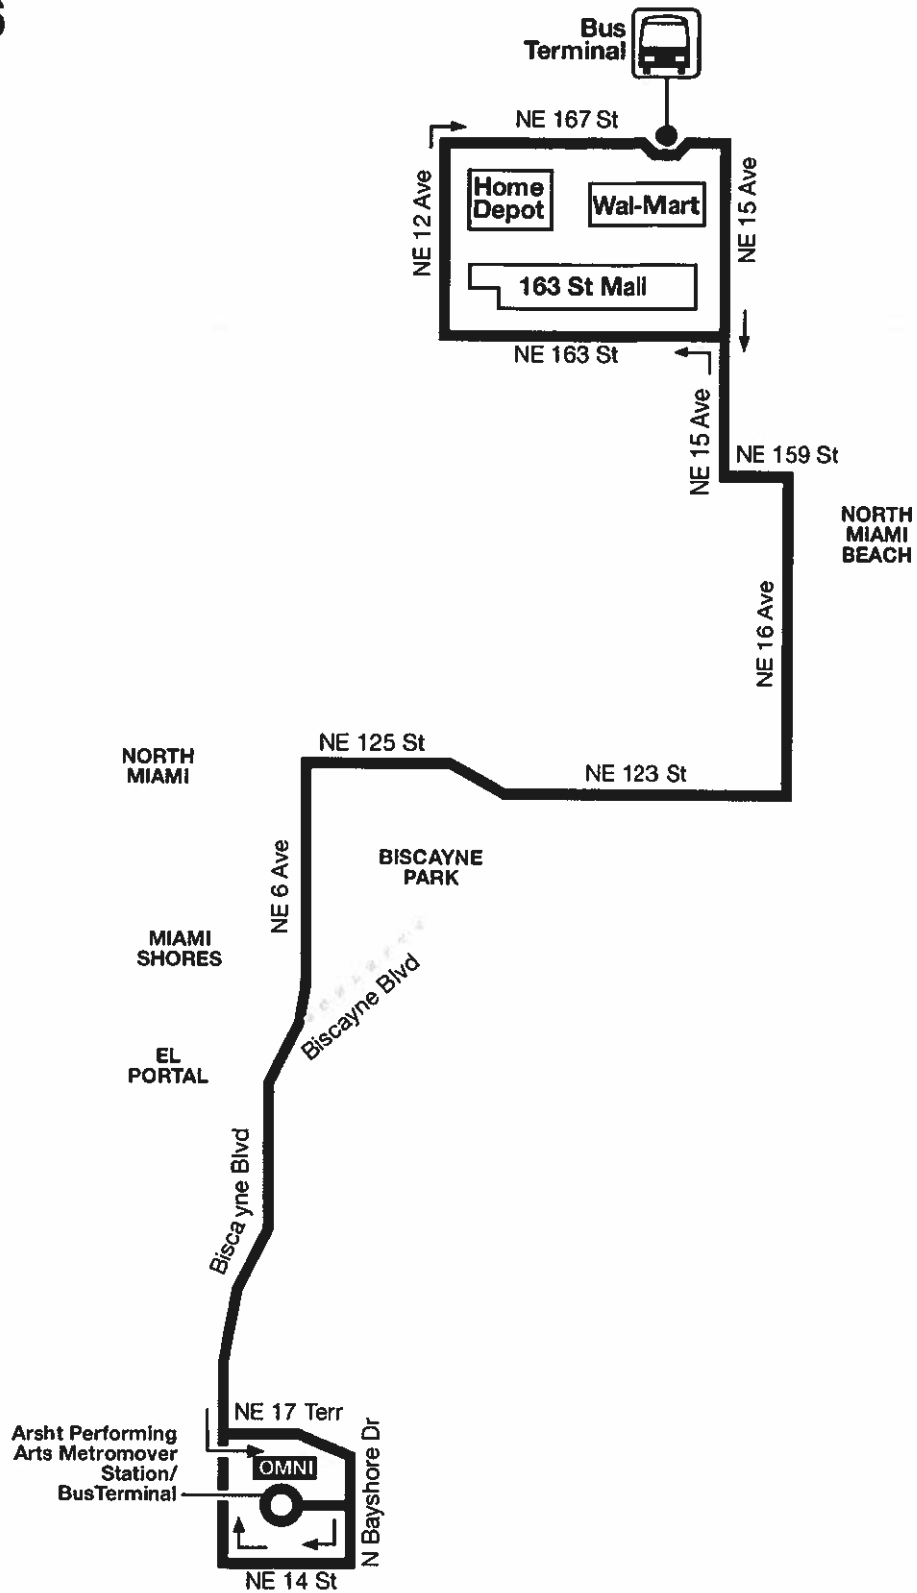 Bus
Terminal
NE 167 St
NE 12 Ave
Home
Depot
Wal-Mart
NE 15 Ave
163 St Mall
NE 163 St
NE 15 Ave
NE 159 St
NORTH
MIAMI
BEACH
NE 16 Ave
NORTH
MIAMI
NE 125 St
NE 123 St
NE 6 Ave
BISCAYNE
PARK
MIAMI
SHORES
Biscayne Blvd
EL
PORTAL
Bisca yne Blvd
NE 17 Terr
Arsht Performing
Arts Metromover
Station/
BusTerminal
OMNI
N Bayshore Dr
NE 14 St